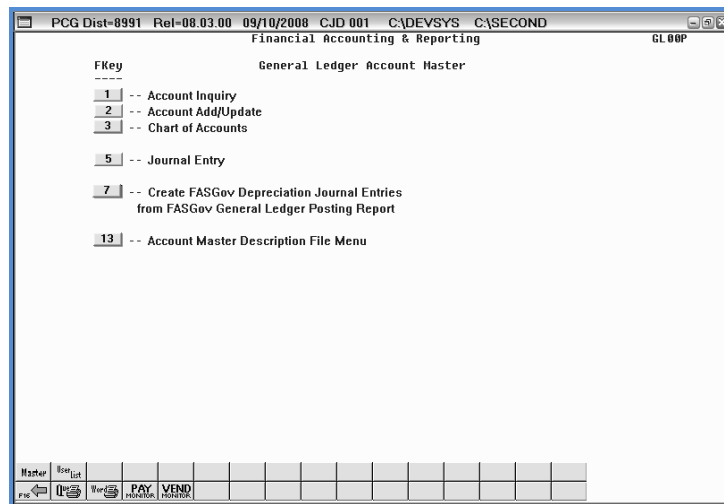 PCG Dist=8991 Rel=08.03.00 09/10/2008 CJD 001 C:\DEVSYS C:\SECOND
Financial Accounting & Reporting GL00P
FKey General Ledger Account Master
----
1 -- Account Inquiry
2 -- Account Add/Update
3 -- Chart of Accounts
5 -- Journal Entry
7 -- Create FASGov Depreciation Journal Entries
from FASGov General Ledger Posting Report
13 -- Account Master Description File Menu
Master User List
F16 Que Word PAY MONITOR VEND MONITOR